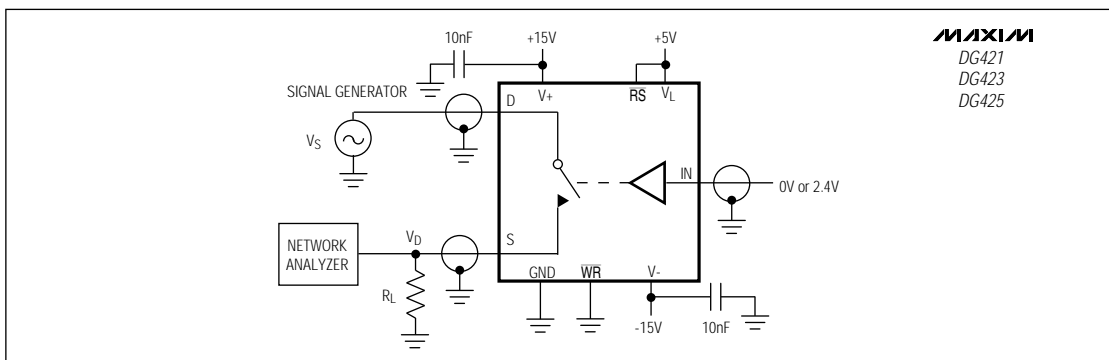 MAXIM
DG421
DG423
DG425
10nF
+15V
+5V
SIGNAL GENERATOR
D
V+
RS
VL
VS
IN
0V or 2.4V
NETWORK
ANALYZER
VD
S
RL
GND
WR
V-
-15V
10nF